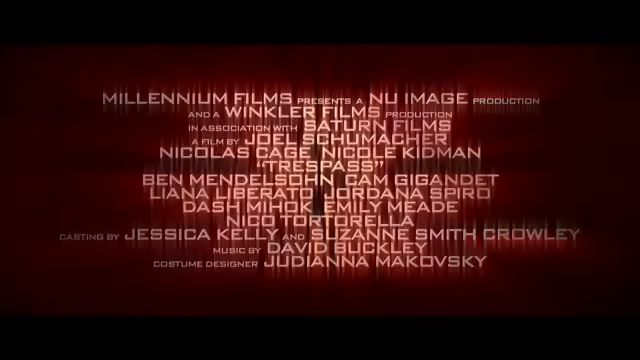 MILLENNIUM FILMS PRESENTS A NU IMAGE PRODUCTION
AND A WINKLER FILMS PRODUCTION
IN ASSOCIATION WITH SATURN FILMS
A FILM BY JOEL SCHUMACHER
NICOLAS CAGE NICOLE KIDMAN
"TRESPASS"
BEN MENDELSOHN CAM GIGANDET
LIANA LIBERATO JORDANA SPIRO
DASH MIHOK EMILY MEADE
NICO TORTORELLA
CASTING BY JESSICA KELLY AND SUZANNE SMITH CROWLEY
MUSIC BY DAVID BUCKLEY
COSTUME DESIGNER JUDIANNA MAKOVSKY